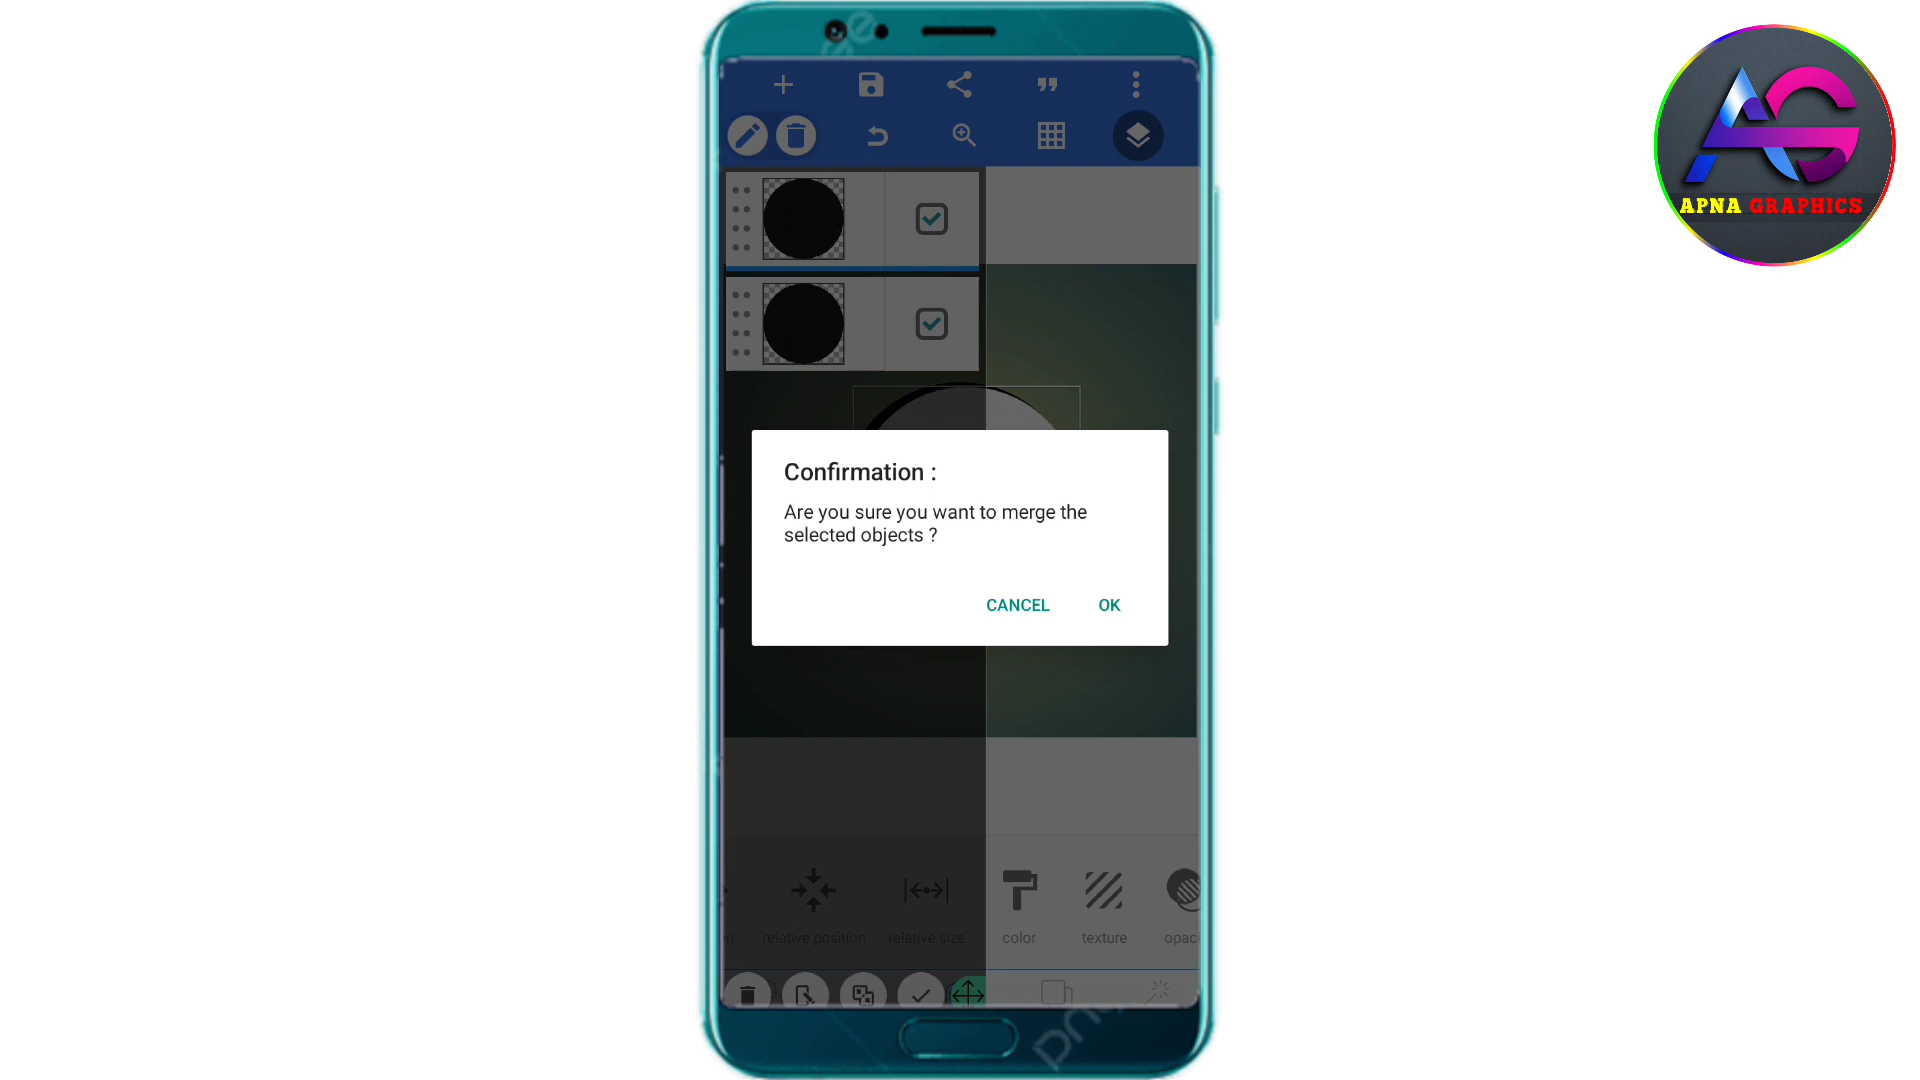 APNA GRAPHICS
Confirmation :
Are you sure you want to merge the
selected objects ?
CANCEL OK
relative position relative size color texture opac